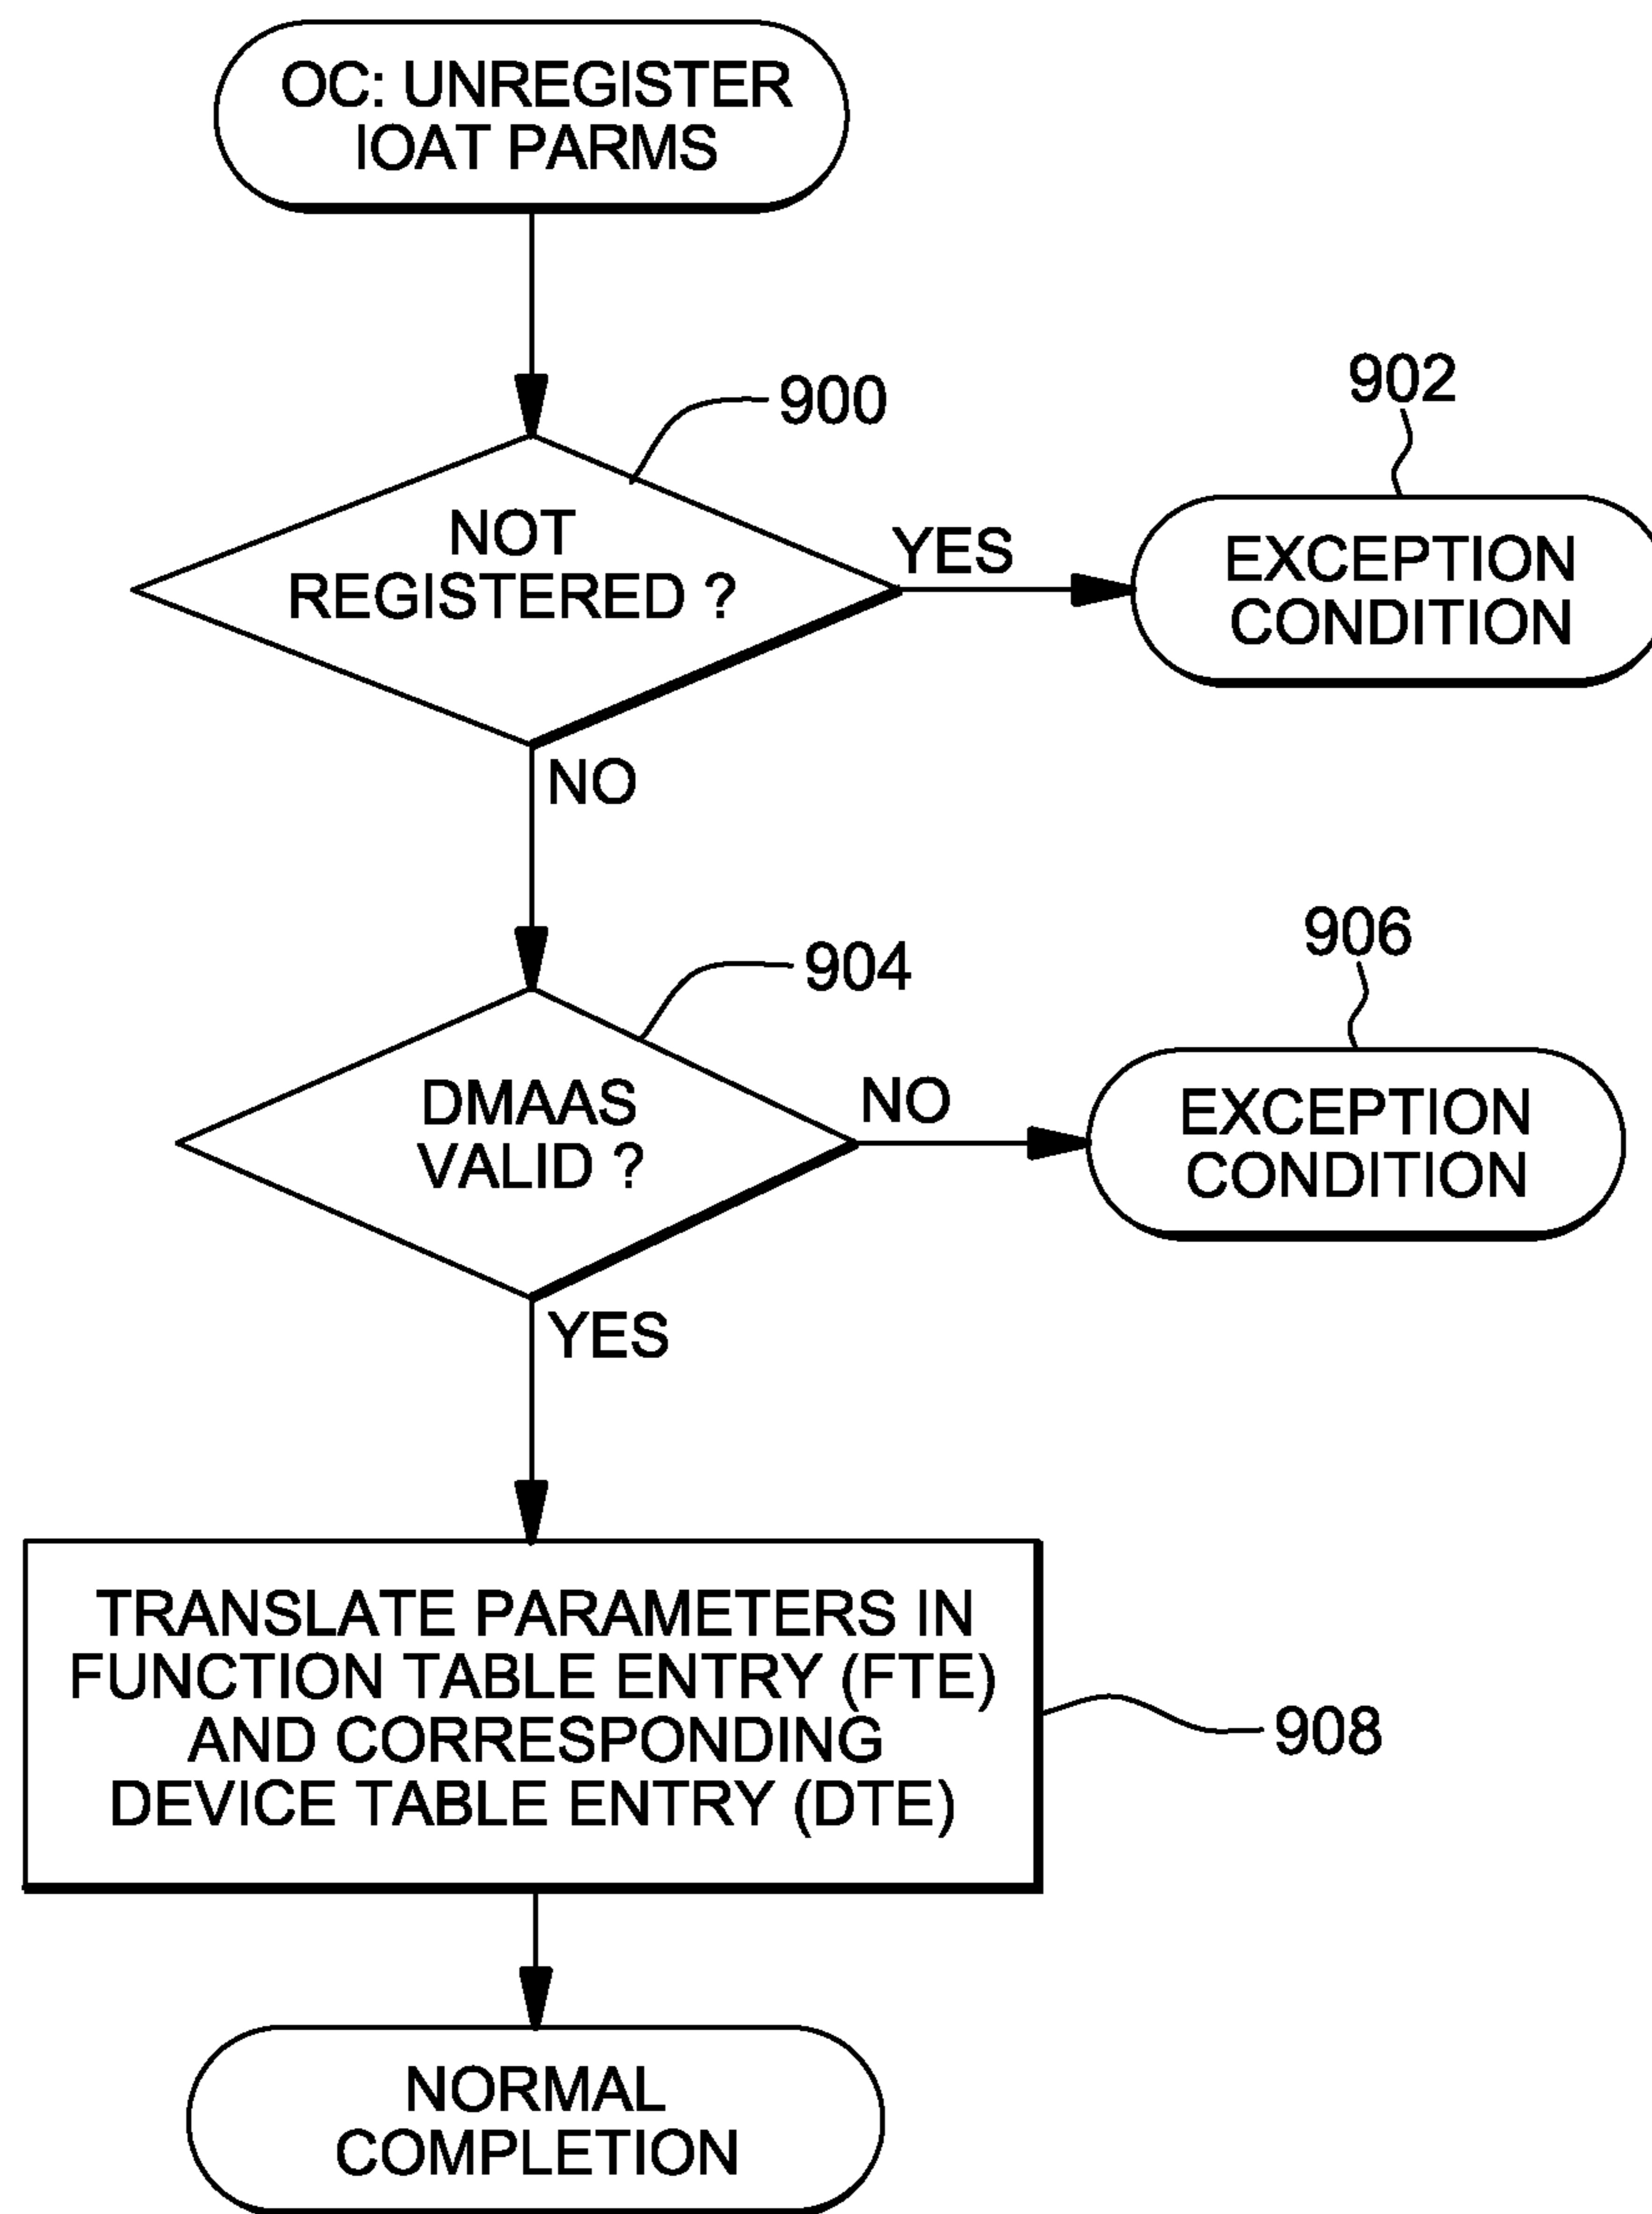 OC: UNREGISTER
IOAT PARMS
900
902
NOT
REGISTERED ?
YES
EXCEPTION
CONDITION
NO
904
906
DMAAS
VALID ?
NO
EXCEPTION
CONDITION
YES
TRANSLATE PARAMETERS IN
FUNCTION TABLE ENTRY (FTE)
AND CORRESPONDING
DEVICE TABLE ENTRY (DTE)
908
NORMAL
COMPLETION